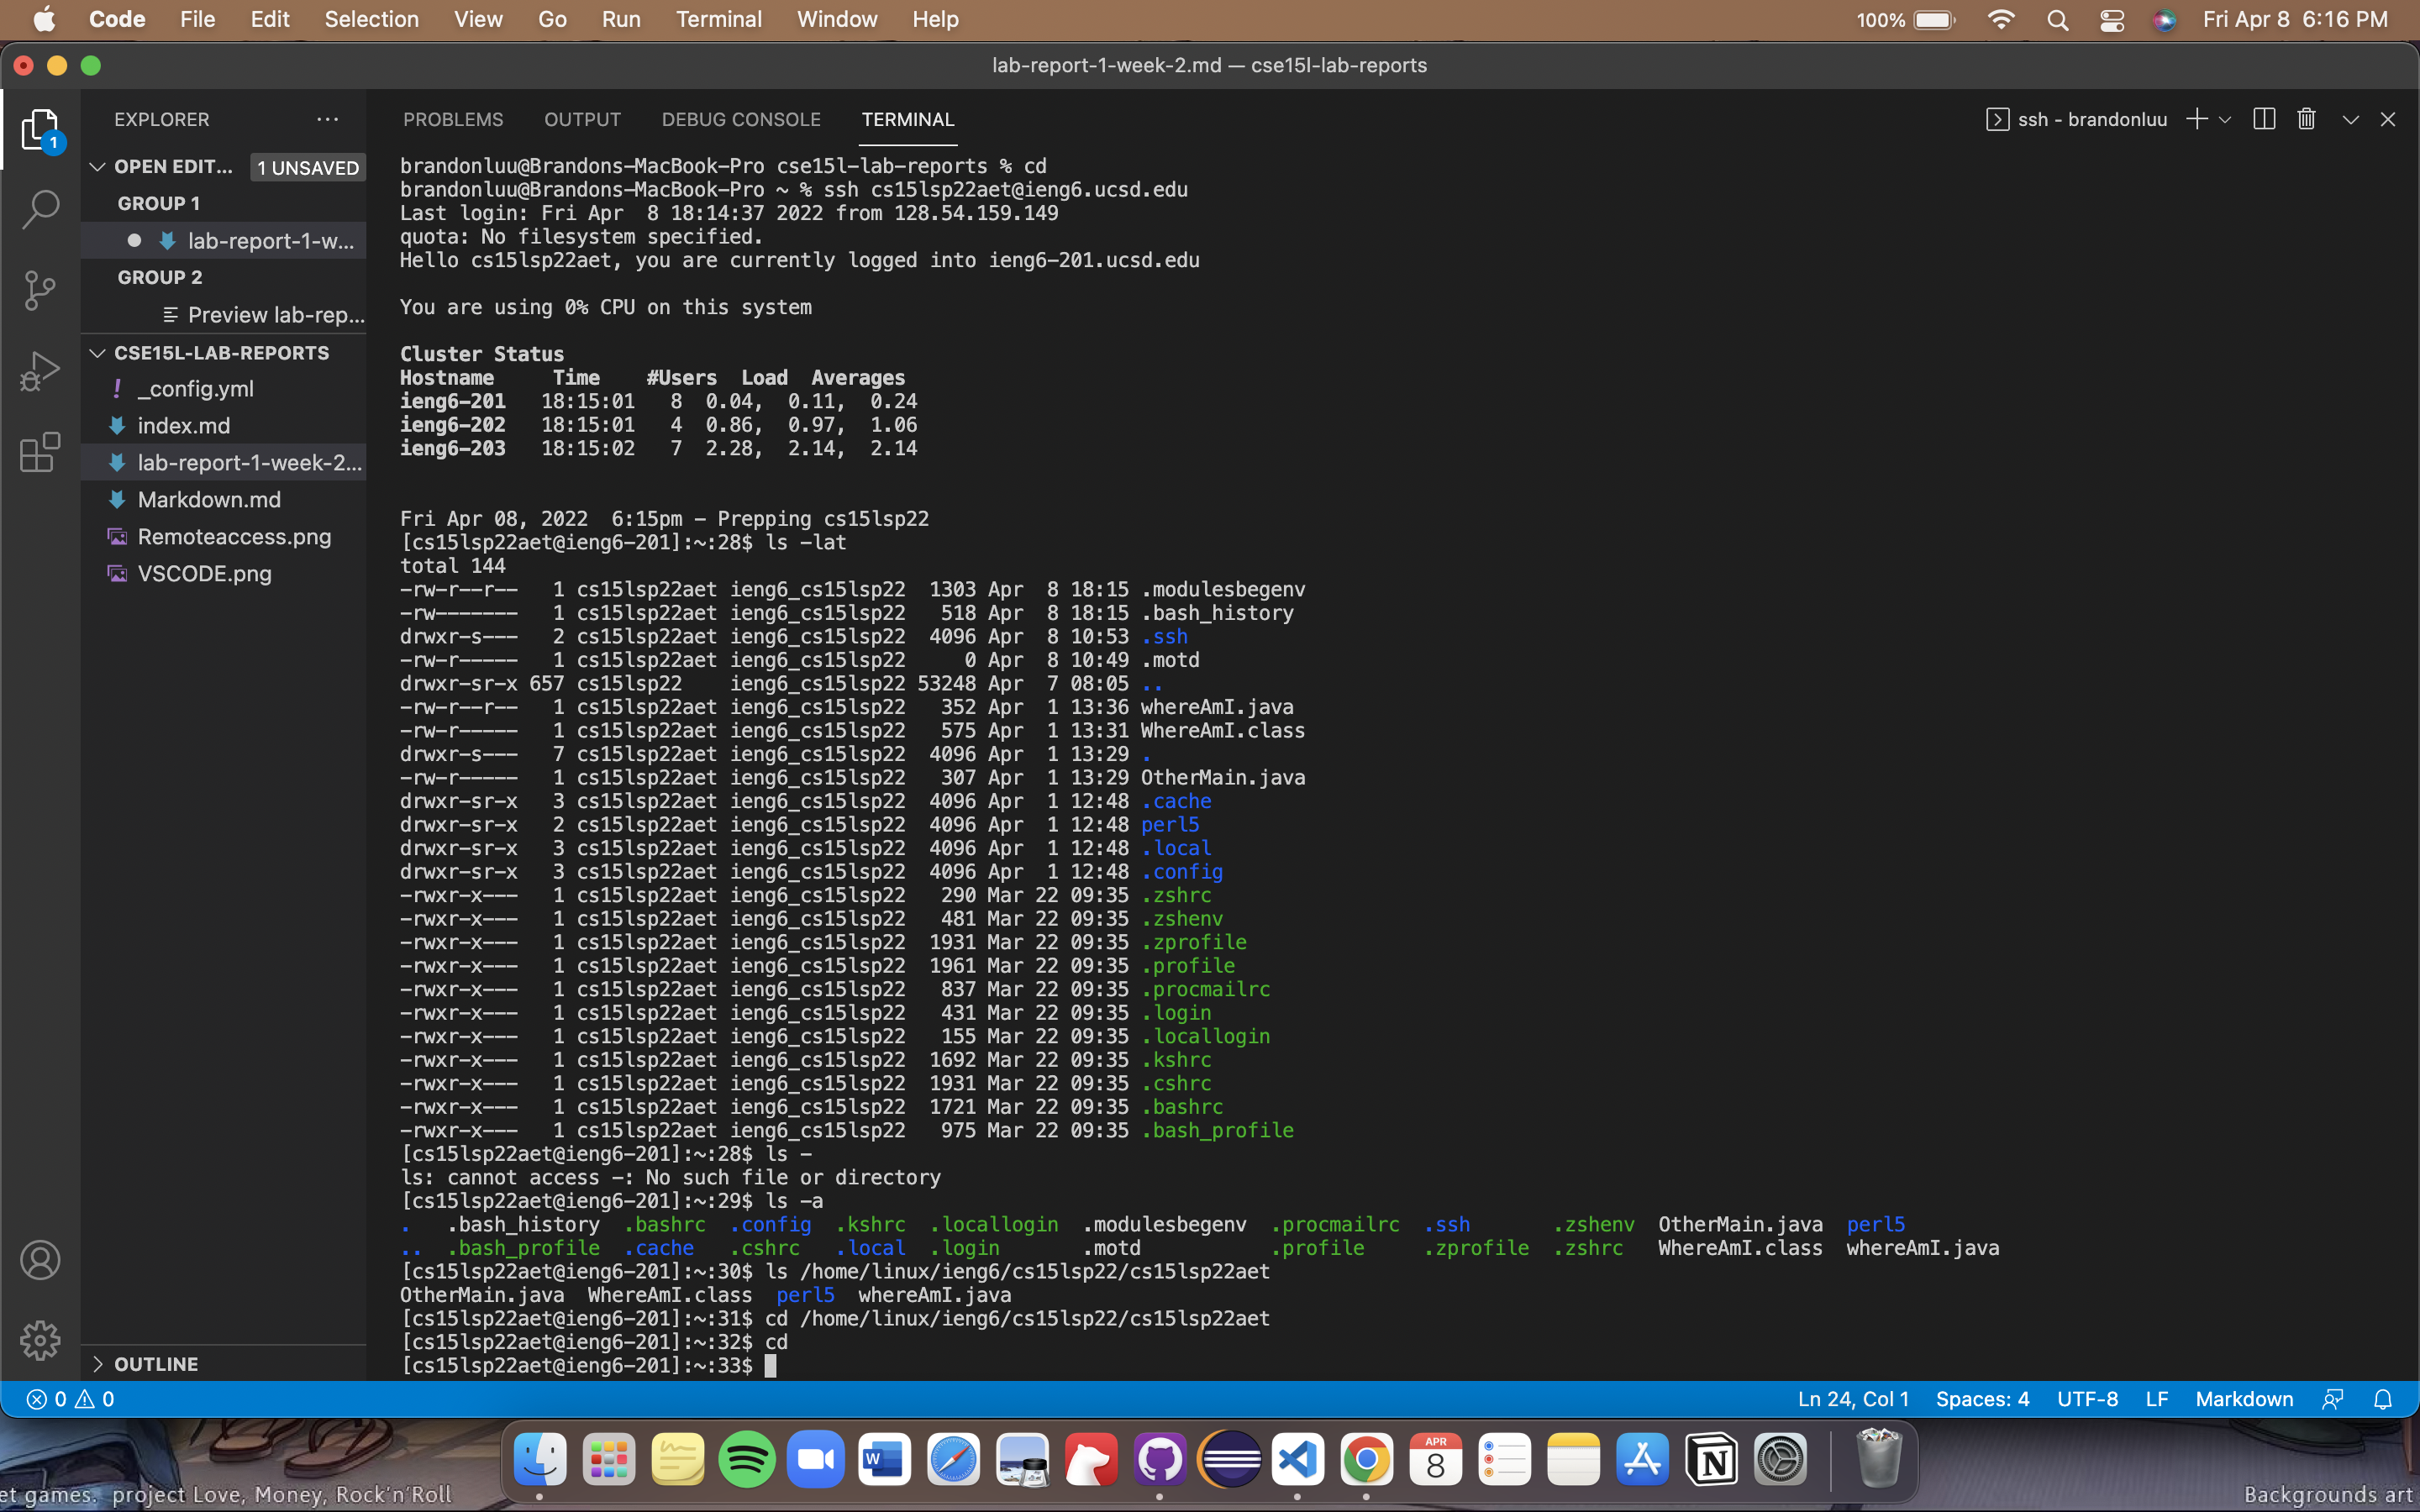 Code File Edit Selection View Go Run Terminal Window Help 100% Fri Apr 8 6:16 PM
lab-report-1-week-2.md — cse15l-lab-reports
EXPLORER ···
1
OPEN EDIT... 1 UNSAVED
GROUP 1
lab-report-1-w...
GROUP 2
Preview lab-rep...
CSE15L-LAB-REPORTS
! _config.yml
index.md
lab-report-1-week-2...
Markdown.md
Remoteaccess.png
VSCODE.png
OUTLINE
PROBLEMS OUTPUT DEBUG CONSOLE TERMINAL ssh - brandonluu
brandonluu@Brandons-MacBook-Pro cse15l-lab-reports % cd
brandonluu@Brandons-MacBook-Pro ~ % ssh cs15lsp22aet@ieng6.ucsd.edu
Last login: Fri Apr  8 18:14:37 2022 from 128.54.159.149
quota: No filesystem specified.
Hello cs15lsp22aet, you are currently logged into ieng6-201.ucsd.edu
You are using 0% CPU on this system
Cluster Status
Hostname     Time    #Users  Load  Averages
ieng6-201   18:15:01   8  0.04,  0.11,  0.24
ieng6-202   18:15:01   4  0.86,  0.97,  1.06
ieng6-203   18:15:02   7  2.28,  2.14,  2.14
Fri Apr 08, 2022  6:15pm - Prepping cs15lsp22
[cs15lsp22aet@ieng6-201]:~:28$ ls -lat
total 144
-rw-r--r--   1 cs15lsp22aet ieng6_cs15lsp22  1303 Apr  8 18:15 .modulesbegenv
-rw-------   1 cs15lsp22aet ieng6_cs15lsp22   518 Apr  8 18:15 .bash_history
drwxr-s---   2 cs15lsp22aet ieng6_cs15lsp22  4096 Apr  8 10:53 .ssh
-rw-r-----   1 cs15lsp22aet ieng6_cs15lsp22     0 Apr  8 10:49 .motd
drwxr-sr-x 657 cs15lsp22    ieng6_cs15lsp22 53248 Apr  7 08:05 ..
-rw-r--r--   1 cs15lsp22aet ieng6_cs15lsp22   352 Apr  1 13:36 whereAmI.java
-rw-r-----   1 cs15lsp22aet ieng6_cs15lsp22   575 Apr  1 13:31 WhereAmI.class
drwxr-s---   7 cs15lsp22aet ieng6_cs15lsp22  4096 Apr  1 13:29 .
-rw-r-----   1 cs15lsp22aet ieng6_cs15lsp22   307 Apr  1 13:29 OtherMain.java
drwxr-sr-x   3 cs15lsp22aet ieng6_cs15lsp22  4096 Apr  1 12:48 .cache
drwxr-sr-x   2 cs15lsp22aet ieng6_cs15lsp22  4096 Apr  1 12:48 perl5
drwxr-sr-x   3 cs15lsp22aet ieng6_cs15lsp22  4096 Apr  1 12:48 .local
drwxr-sr-x   3 cs15lsp22aet ieng6_cs15lsp22  4096 Apr  1 12:48 .config
-rwxr-x---   1 cs15lsp22aet ieng6_cs15lsp22   290 Mar 22 09:35 .zshrc
-rwxr-x---   1 cs15lsp22aet ieng6_cs15lsp22   481 Mar 22 09:35 .zshenv
-rwxr-x---   1 cs15lsp22aet ieng6_cs15lsp22  1931 Mar 22 09:35 .zprofile
-rwxr-x---   1 cs15lsp22aet ieng6_cs15lsp22  1961 Mar 22 09:35 .profile
-rwxr-x---   1 cs15lsp22aet ieng6_cs15lsp22   837 Mar 22 09:35 .procmailrc
-rwxr-x---   1 cs15lsp22aet ieng6_cs15lsp22   431 Mar 22 09:35 .login
-rwxr-x---   1 cs15lsp22aet ieng6_cs15lsp22   155 Mar 22 09:35 .locallogin
-rwxr-x---   1 cs15lsp22aet ieng6_cs15lsp22  1692 Mar 22 09:35 .kshrc
-rwxr-x---   1 cs15lsp22aet ieng6_cs15lsp22  1931 Mar 22 09:35 .cshrc
-rwxr-x---   1 cs15lsp22aet ieng6_cs15lsp22  1721 Mar 22 09:35 .bashrc
-rwxr-x---   1 cs15lsp22aet ieng6_cs15lsp22   975 Mar 22 09:35 .bash_profile
[cs15lsp22aet@ieng6-201]:~:28$ ls -
ls: cannot access -: No such file or directory
[cs15lsp22aet@ieng6-201]:~:29$ ls -a
.   .bash_history  .bashrc  .config  .kshrc  .locallogin  .modulesbegenv  .procmailrc  .ssh       .zshenv  OtherMain.java  perl5
..  .bash_profile  .cache   .cshrc   .local  .login       .motd           .profile     .zprofile  .zshrc   WhereAmI.class  whereAmI.java
[cs15lsp22aet@ieng6-201]:~:30$ ls /home/linux/ieng6/cs15lsp22/cs15lsp22aet
OtherMain.java  WhereAmI.class  perl5  whereAmI.java
[cs15lsp22aet@ieng6-201]:~:31$ cd /home/linux/ieng6/cs15lsp22/cs15lsp22aet
[cs15lsp22aet@ieng6-201]:~:32$ cd
[cs15lsp22aet@ieng6-201]:~:33$
0 0 Ln 24, Col 1 Spaces: 4 UTF-8 LF Markdown
W APR 8 N
et games. project Love, Money, Rock'n'Roll
Backgrounds art